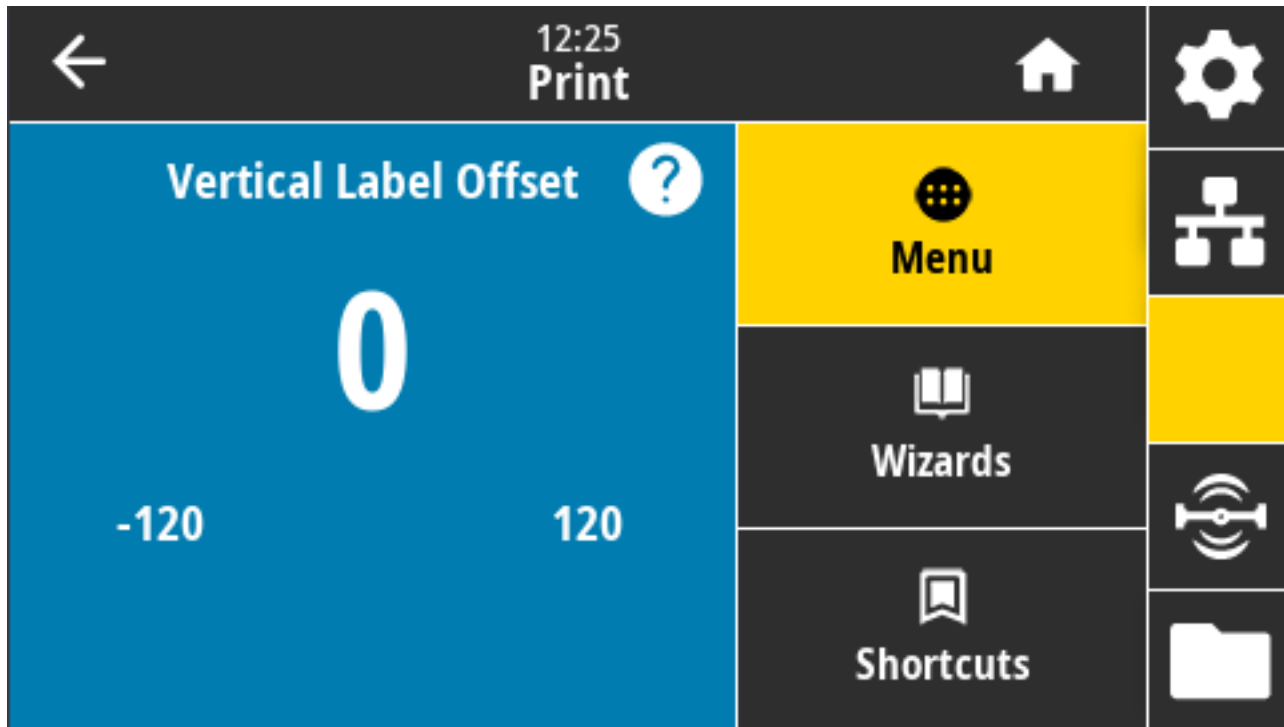 12:25
Print
Vertical Label Offset ?
0
-120 120
Menu
Wizards
Shortcuts